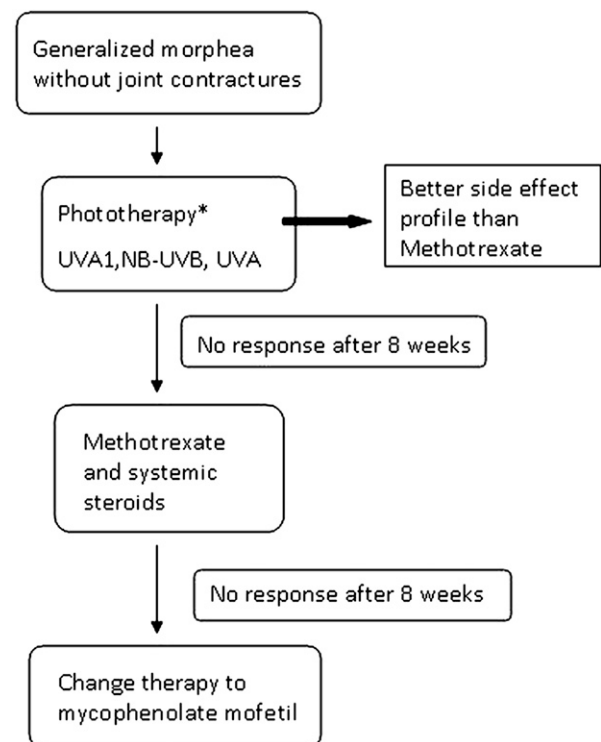 Generalized morphea
without joint contractures
Phototherapy*
UVA1,NB-UVB, UVA
Better side effect
profile than
Methotrexate
No response after 8 weeks
Methotrexate
and systemic
steroids
No response after 8 weeks
Change therapy to
mycophenolate mofetil